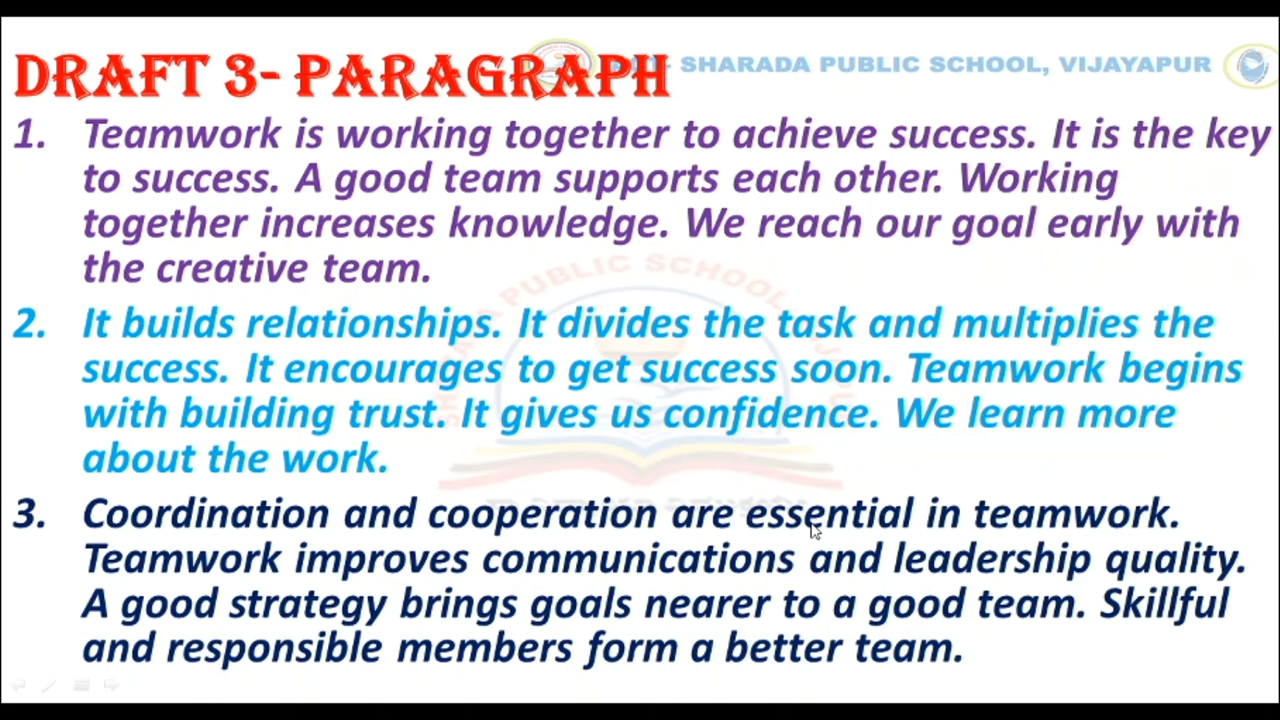 DRAFT 3- PARAGRAPH
SHARADA PUBLIC SCHOOL, VIJAYAPUR
1. Teamwork is working together to achieve success. It is the key
to success. A good team supports each other. Working
together increases knowledge. We reach our goal early with
the creative team.
2. It builds relationships. It divides the task and multiplies the
success. It encourages to get success soon. Teamwork begins
with building trust. It gives us confidence. We learn more
about the work.
3. Coordination and cooperation are essential in teamwork.
Teamwork improves communications and leadership quality.
A good strategy brings goals nearer to a good team. Skillful
and responsible members form a better team.